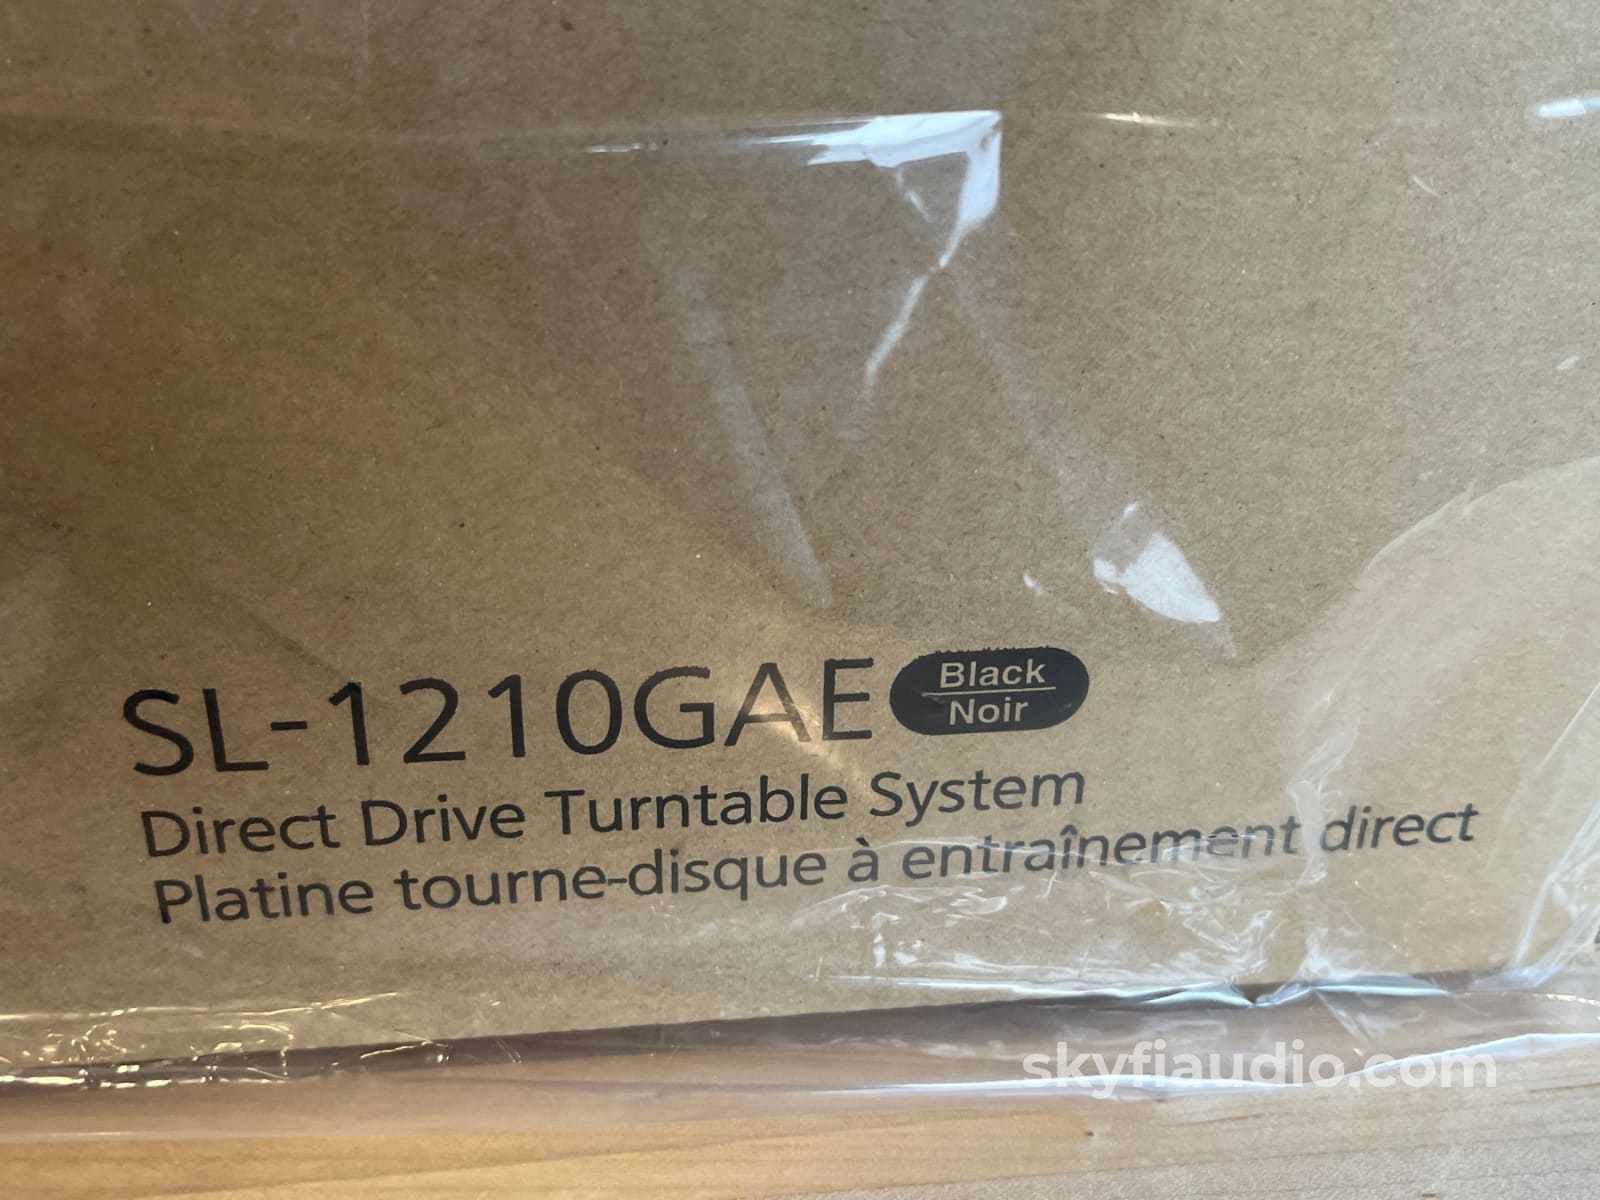 SL-1210GAE Black
Noir
Direct Drive Turntable System
Platine tourne-disque à entraînement direct
skyfiaudio.com